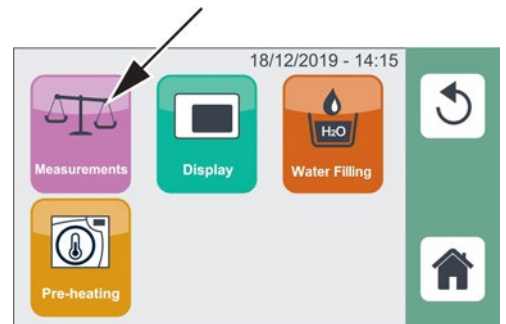 18/12/2019 - 14:15
H₂O
Measurements
Display
Water Filling
Pre-heating